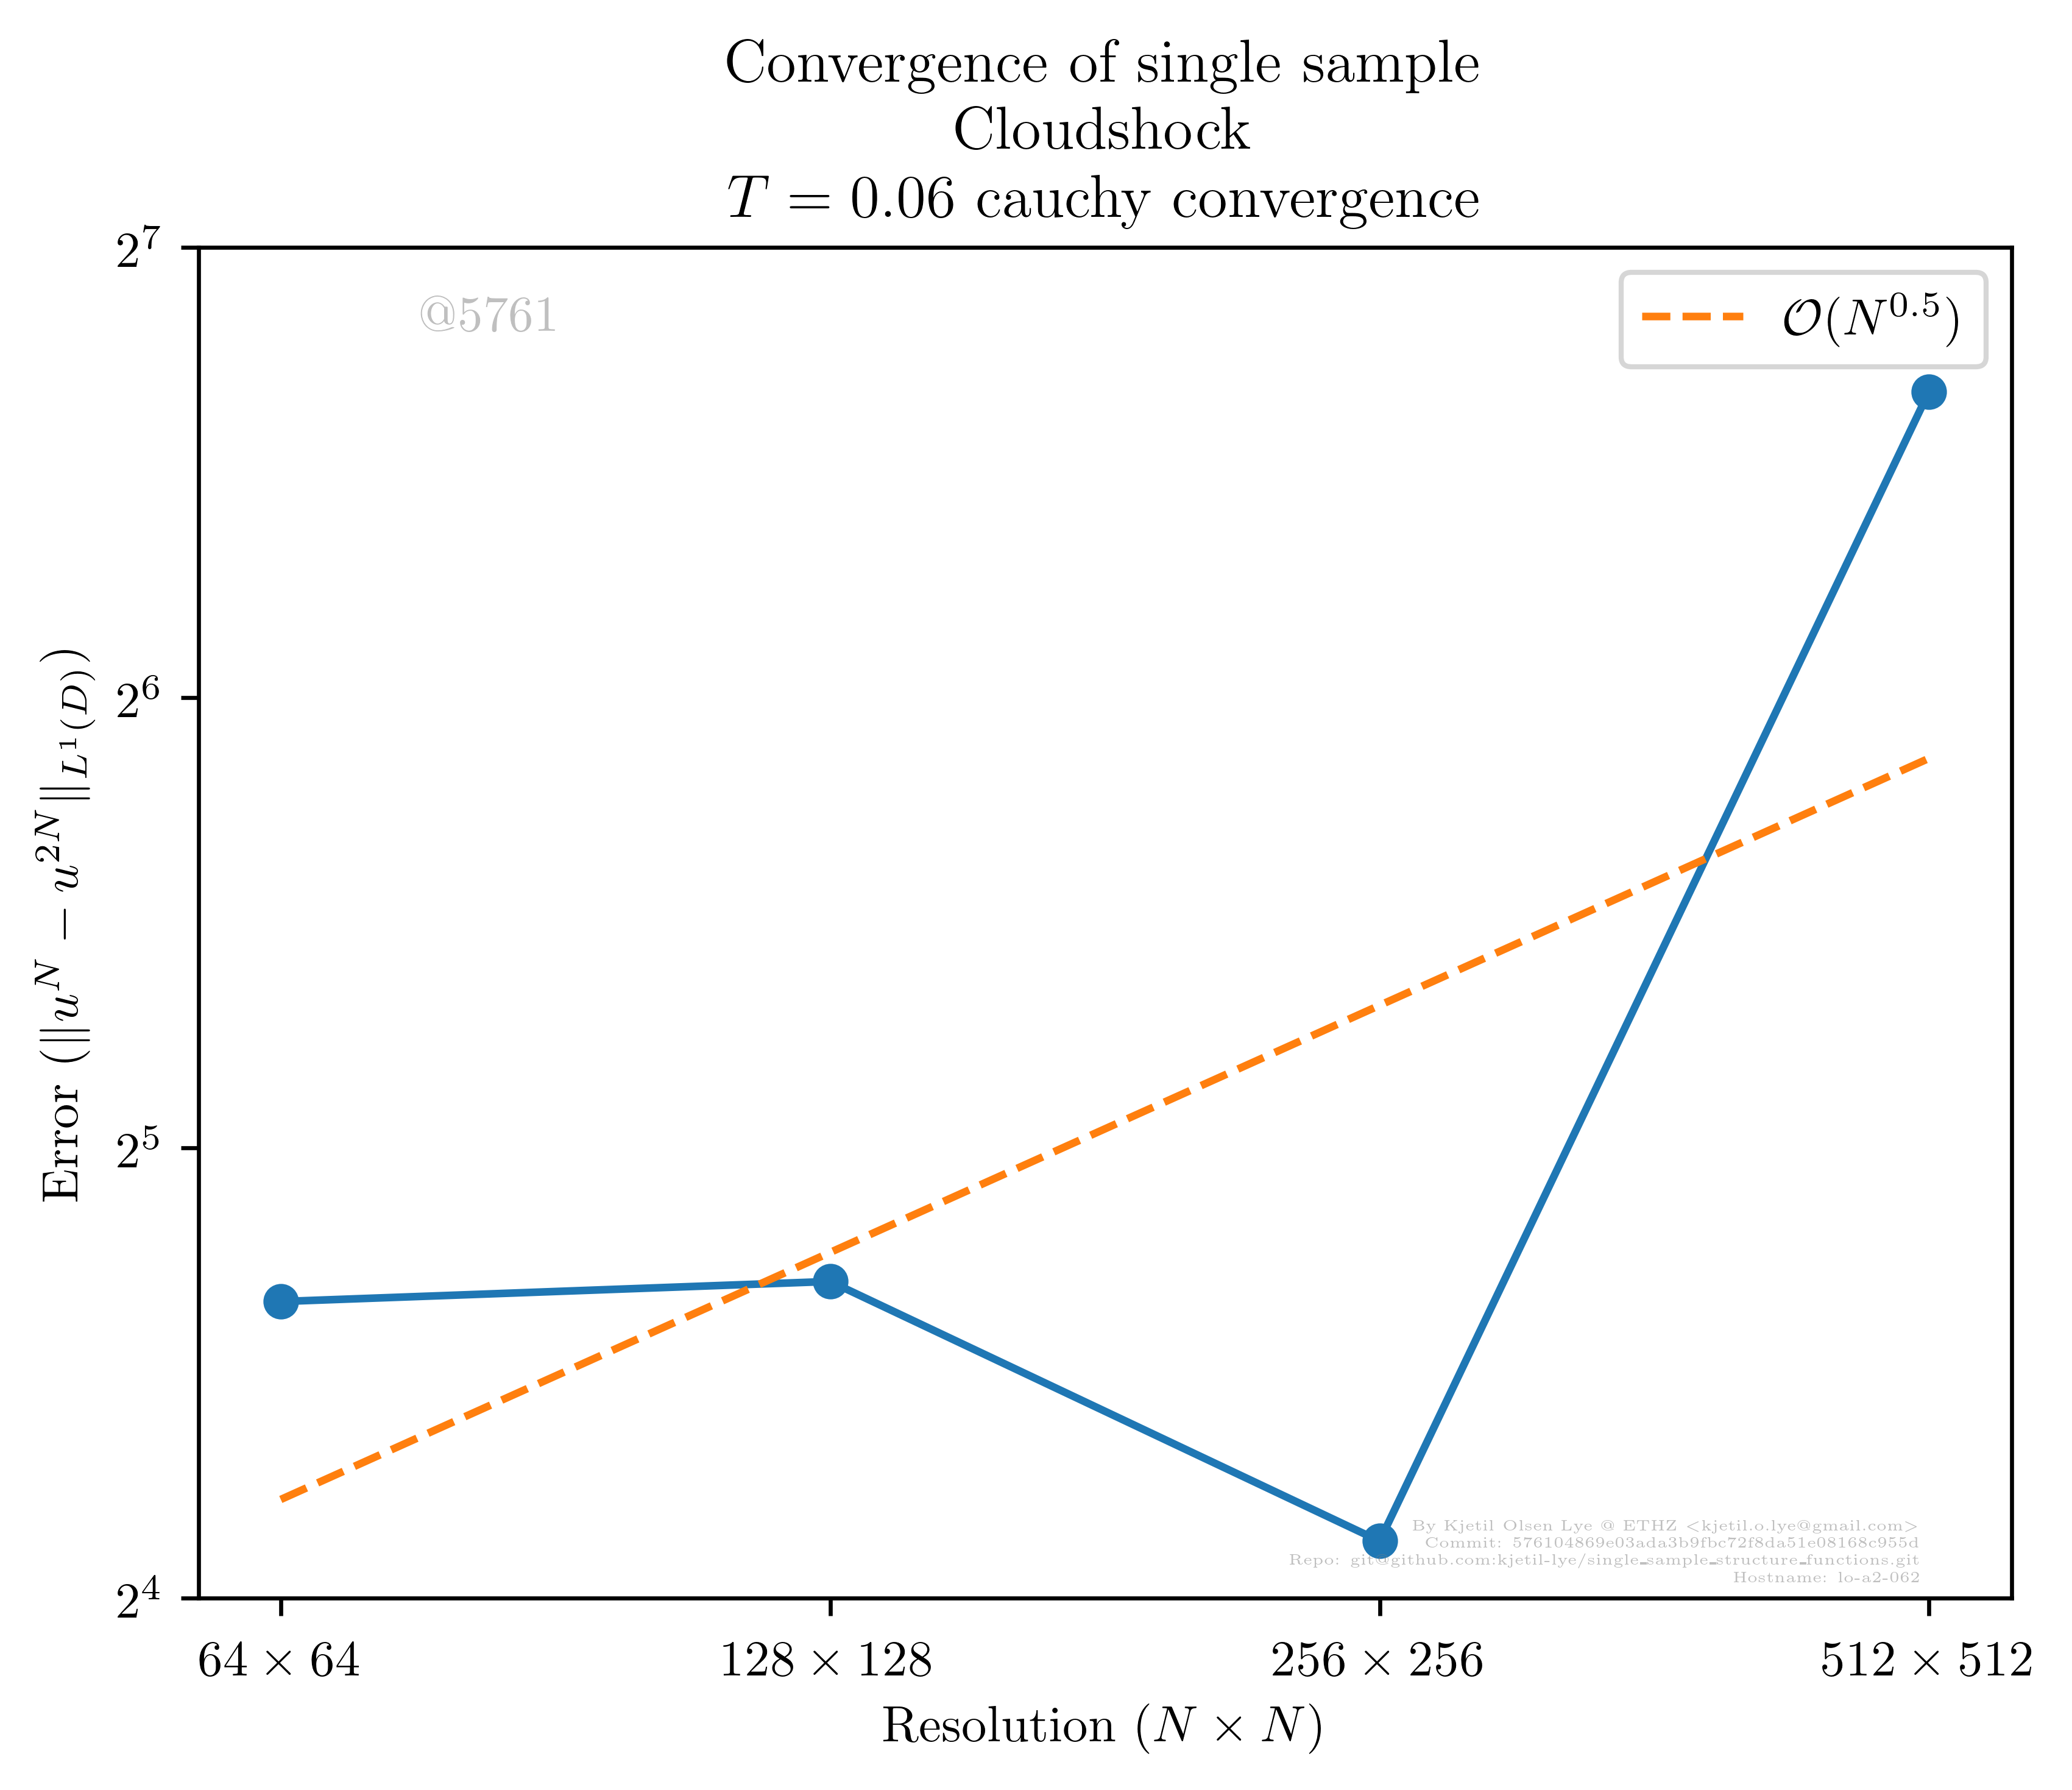 Convergence of single sample
Cloudshock
T = 0.06 cauchy convergence
2^7
2^6
2^5
2^4
Error (||u^N − u^{2N}||_{L^1(D)})
@5761
𝒪(N^{0.5})
By Kjetil Olsen Lye @ ETHZ <kjetil.o.lye@gmail.com>
Commit: 576104869e03ada3b9fbc72f8da51e08168c955d
Repo: git@github.com:kjetil-lye/single_sample_structure_functions.git
Hostname: lo-a2-062
64 × 64 128 × 128 256 × 256 512 × 512
Resolution (N × N)